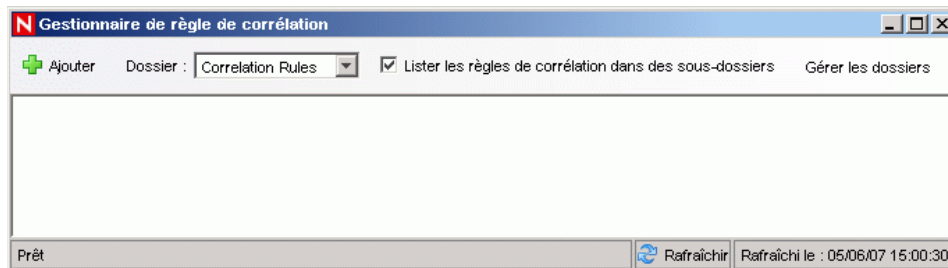 N Gestionnaire de règle de corrélation
Ajouter Dossier : Correlation Rules Lister les règles de corrélation dans des sous-dossiers Gérer les dossiers
Prêt Rafraîchir Rafraîchi le : 05/06/07 15:00:30